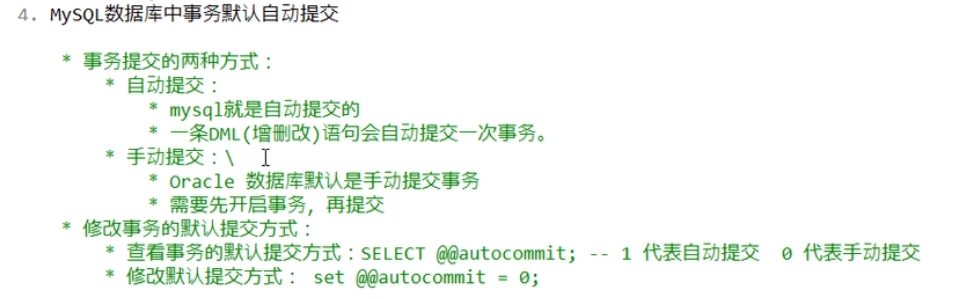 4. MySQL数据库中事务默认自动提交
* 事务提交的两种方式：
* 自动提交：
* mysql就是自动提交的
* 一条DML(增删改)语句会自动提交一次事务。
* 手动提交：\
* Oracle 数据库默认是手动提交事务
* 需要先开启事务，再提交
* 修改事务的默认提交方式：
* 查看事务的默认提交方式：SELECT @@autocommit; -- 1 代表自动提交  0 代表手动提交
* 修改默认提交方式： set @@autocommit = 0;